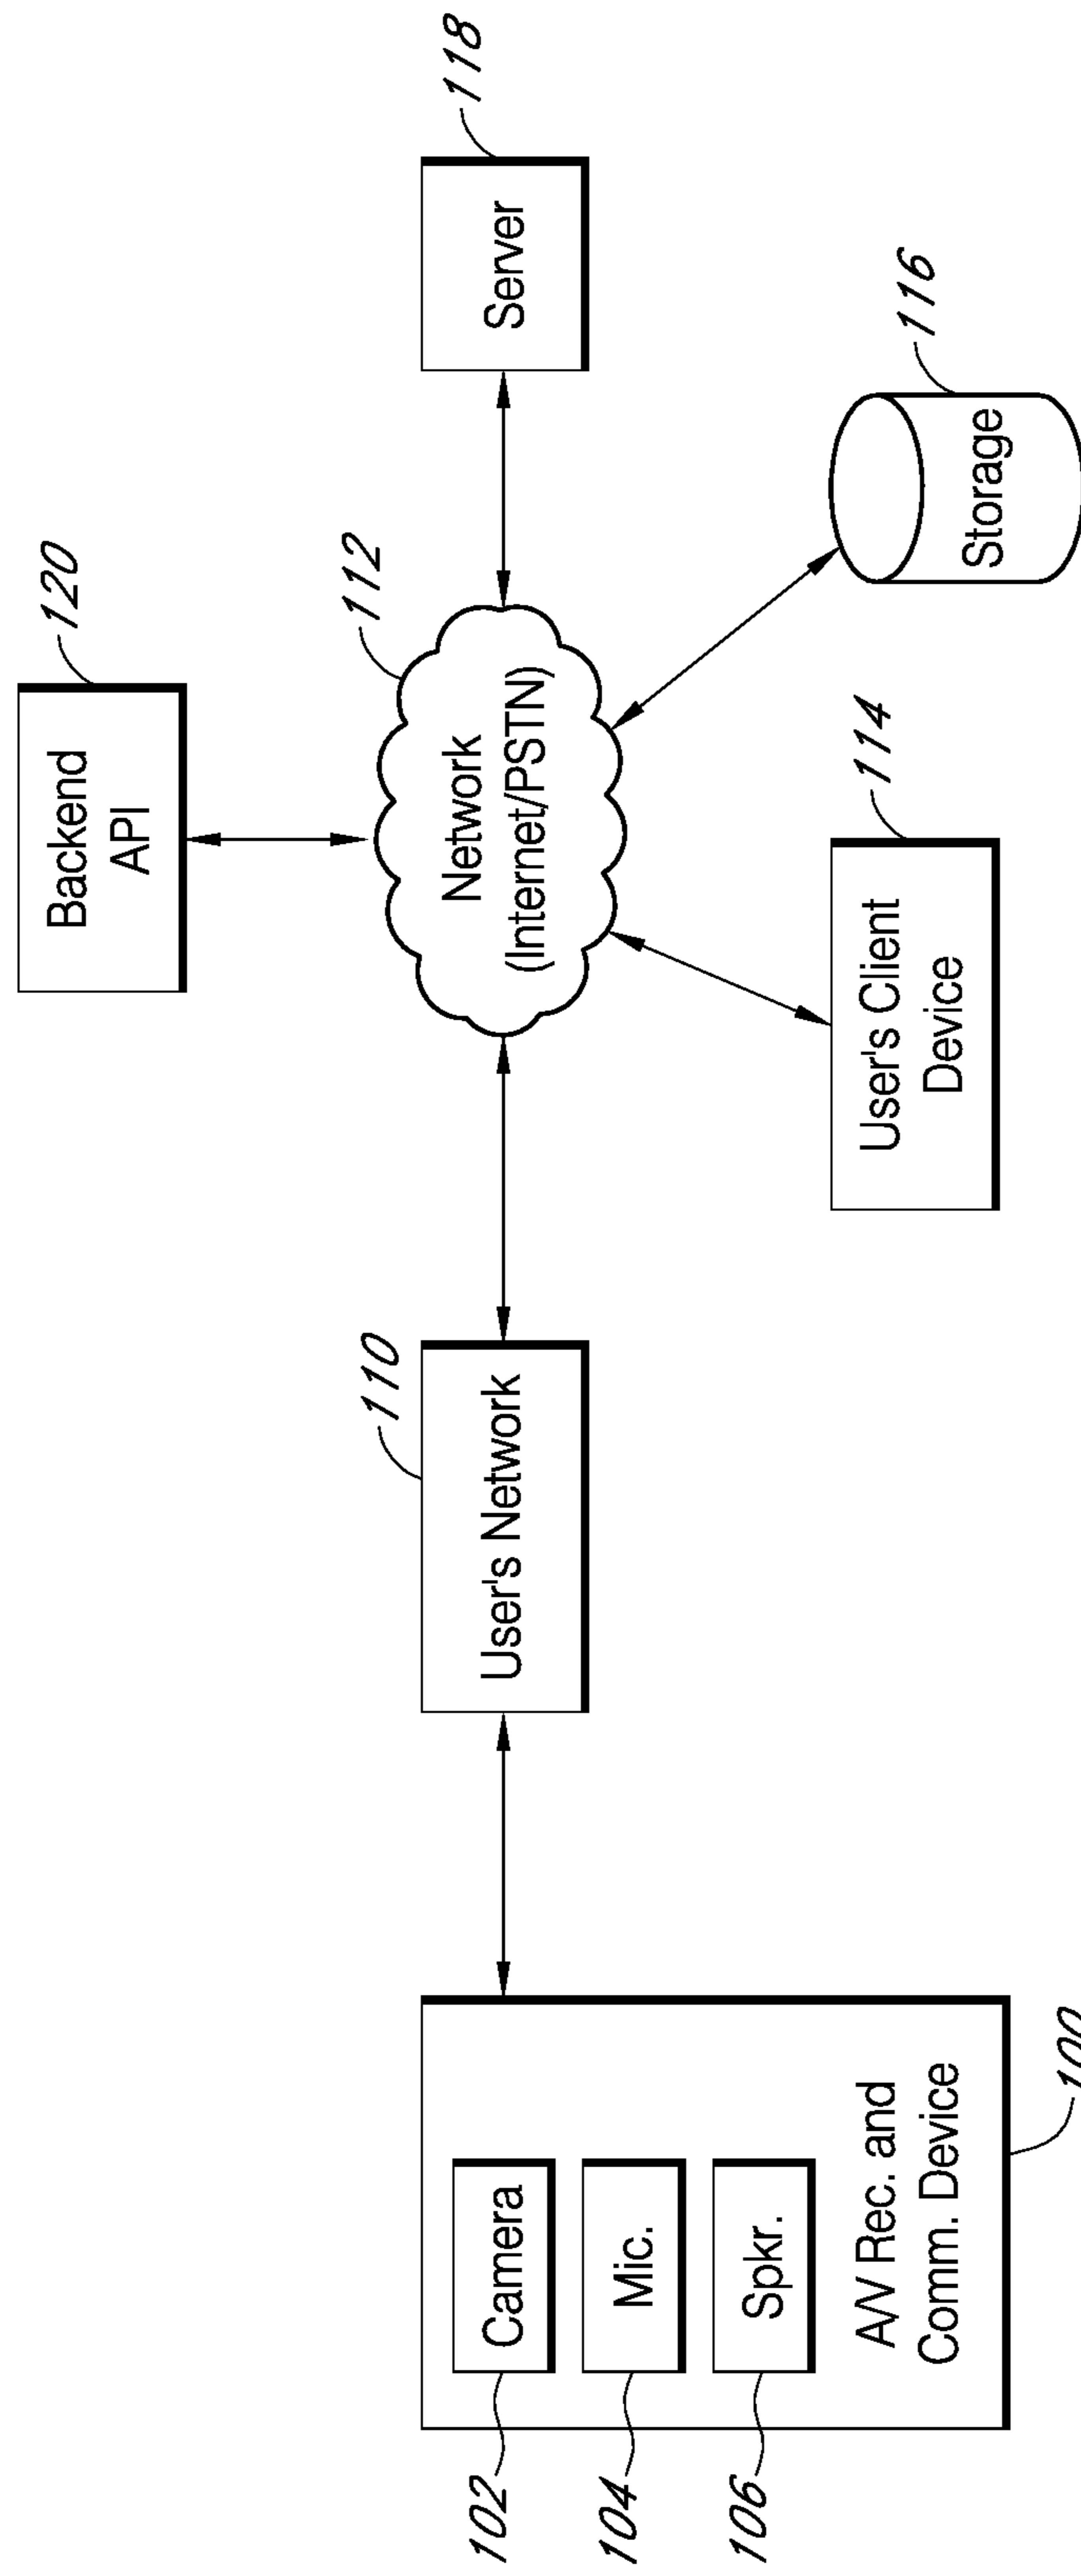 120
Backend
API
118
Server
112
Network
(Internet/PSTN)
116
Storage
114
User's Client
Device
110
User's Network
102
Camera
104
Mic.
106
Spkr.
A/V Rec. and
Comm. Device
100